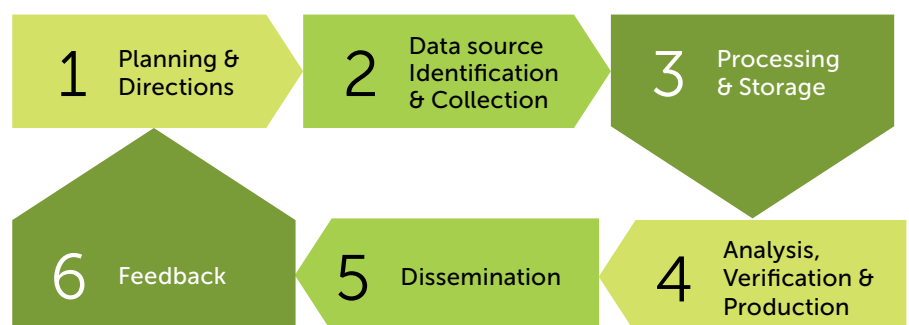 1
Planning &
Directions
2
Data source
Identification
& Collection
3
Processing
& Storage
4
Analysis,
Verification &
Production
5
Dissemination
6
Feedback